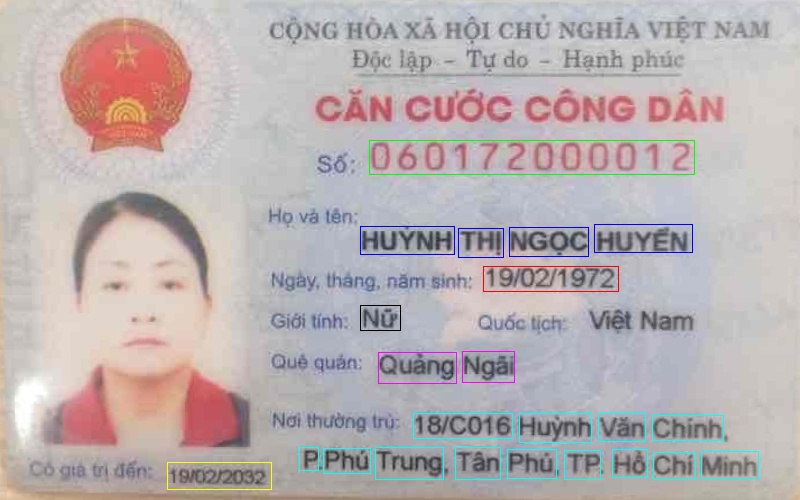 CỘNG HÒA XÃ HỘI CHỦ NGHĨA VIỆT NAM
Độc lập - Tự do - Hạnh phúc
CĂN CƯỚC CÔNG DÂN
Số: 060172000012
Họ và tên:
HUỲNH THỊ NGỌC HUYỀN
Ngày, tháng, năm sinh: 19/02/1972
Giới tính: Nữ Quốc tịch: Việt Nam
Quê quán: Quảng Ngãi
Nơi thường trú: 18/C016 Huỳnh Văn Chính,
P.Phú Trung, Tân Phú, TP. Hồ Chí Minh
Có giá trị đến: 19/02/2032